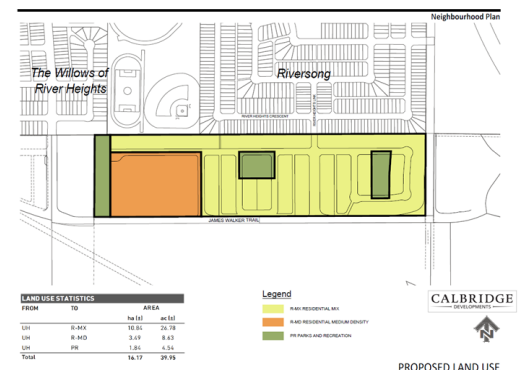 Neighbourhood Plan
The Willows of
River Heights
Riversong
RIVER HEIGHTS CRESCENT
JAMES WALKER TRAIL
LAND USE STATISTICS
FROM TO AREA
ha (±) ac (±)
UH R-MX 10.84 26.78
UH R-MD 3.49 8.63
UH PR 1.84 4.54
Total 16.17 39.95
Legend
R-MX RESIDENTIAL MIX
R-MD RESIDENTIAL MEDIUM DENSITY
PR PARKS AND RECREATION
CALBRIDGE
DEVELOPMENTS
N
PROPOSED LAND USE